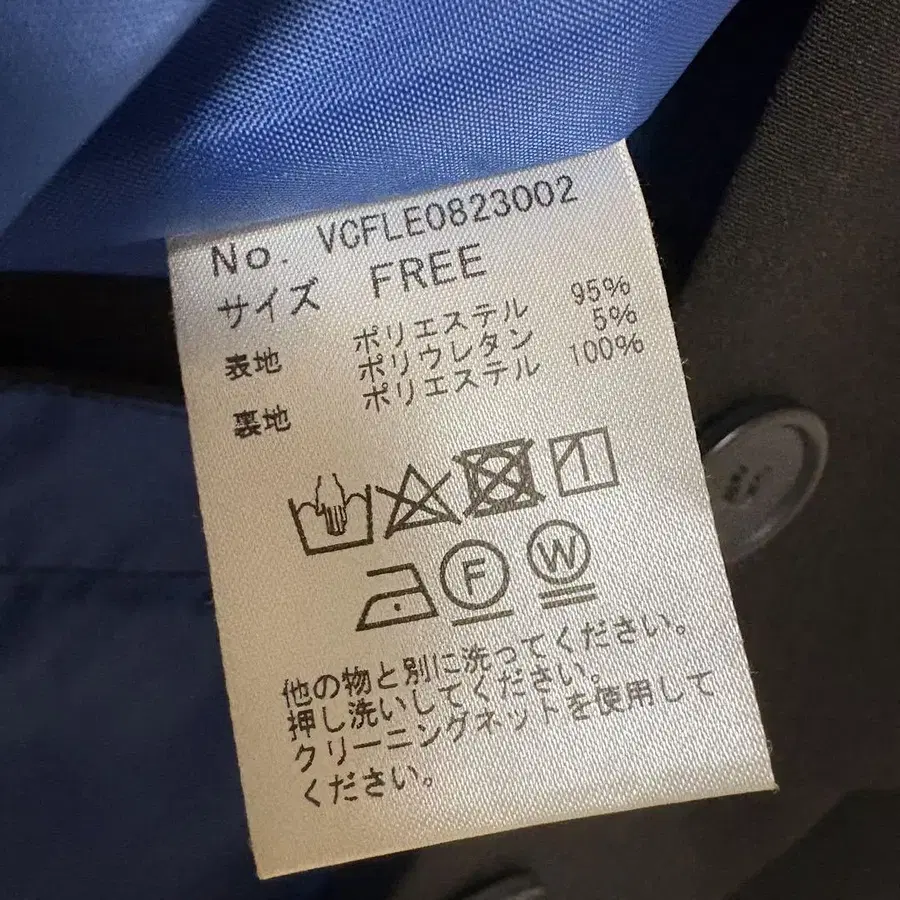 No. VCFLE0823002
サイズ FREE
表地 ポリエステル 95%
ポリウレタン 5%
裏地 ポリエステル 100%
F W
他の物と別に洗ってください。
押し洗いしてください。
クリーニングネットを使用して
ください。